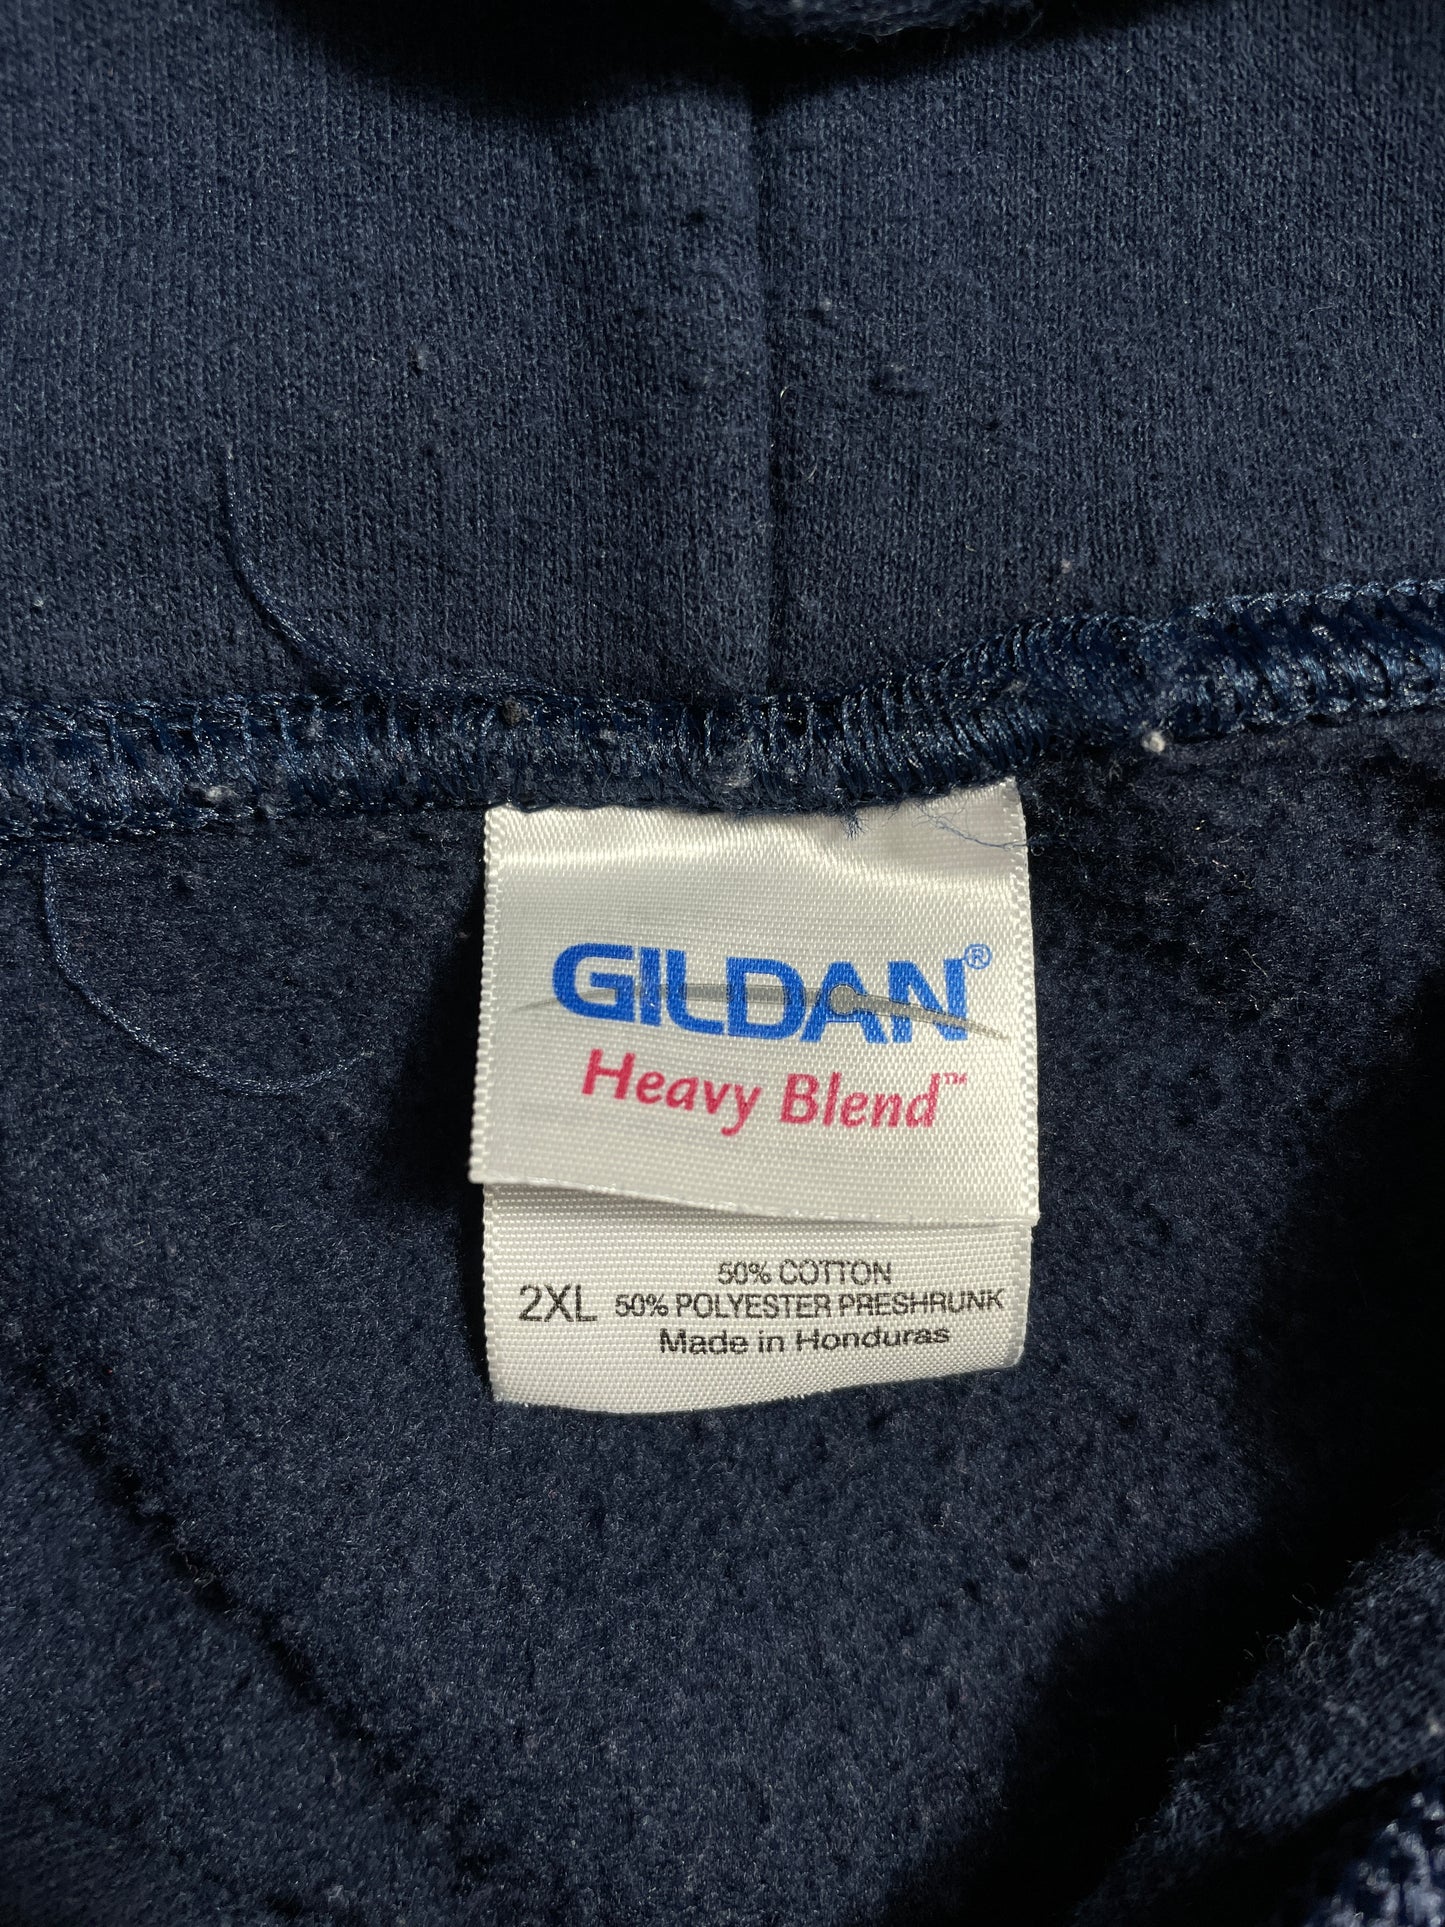 GILDAN®
Heavy Blend™
50% COTTON
2XL 50% POLYESTER PRESHRUNK
Made in Honduras